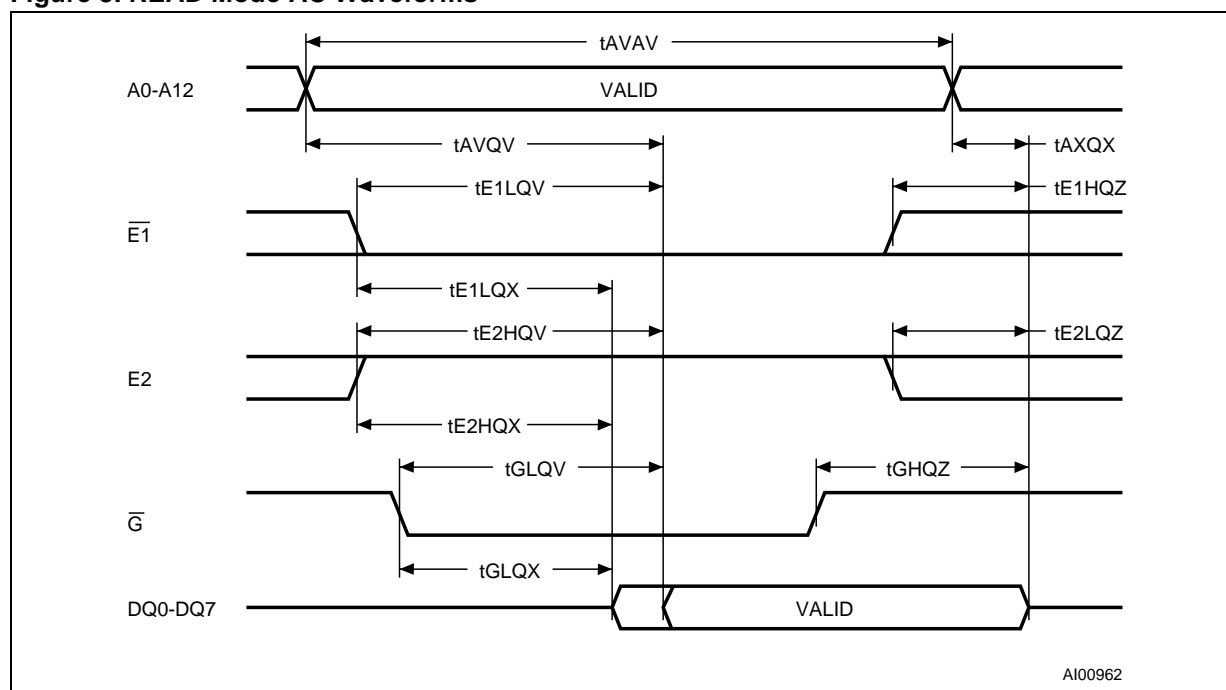 Figure READ Mode AC Waveforms
tAVAV
A0-A12 VALID
tAVQV tAXQX
tE1LQV tE1HQZ
E1
tE1LQX
tE2HQV tE2LQZ
E2
tE2HQX
tGLQV tGHQZ
G
tGLQX
DQ0-DQ7 VALID
AI00962